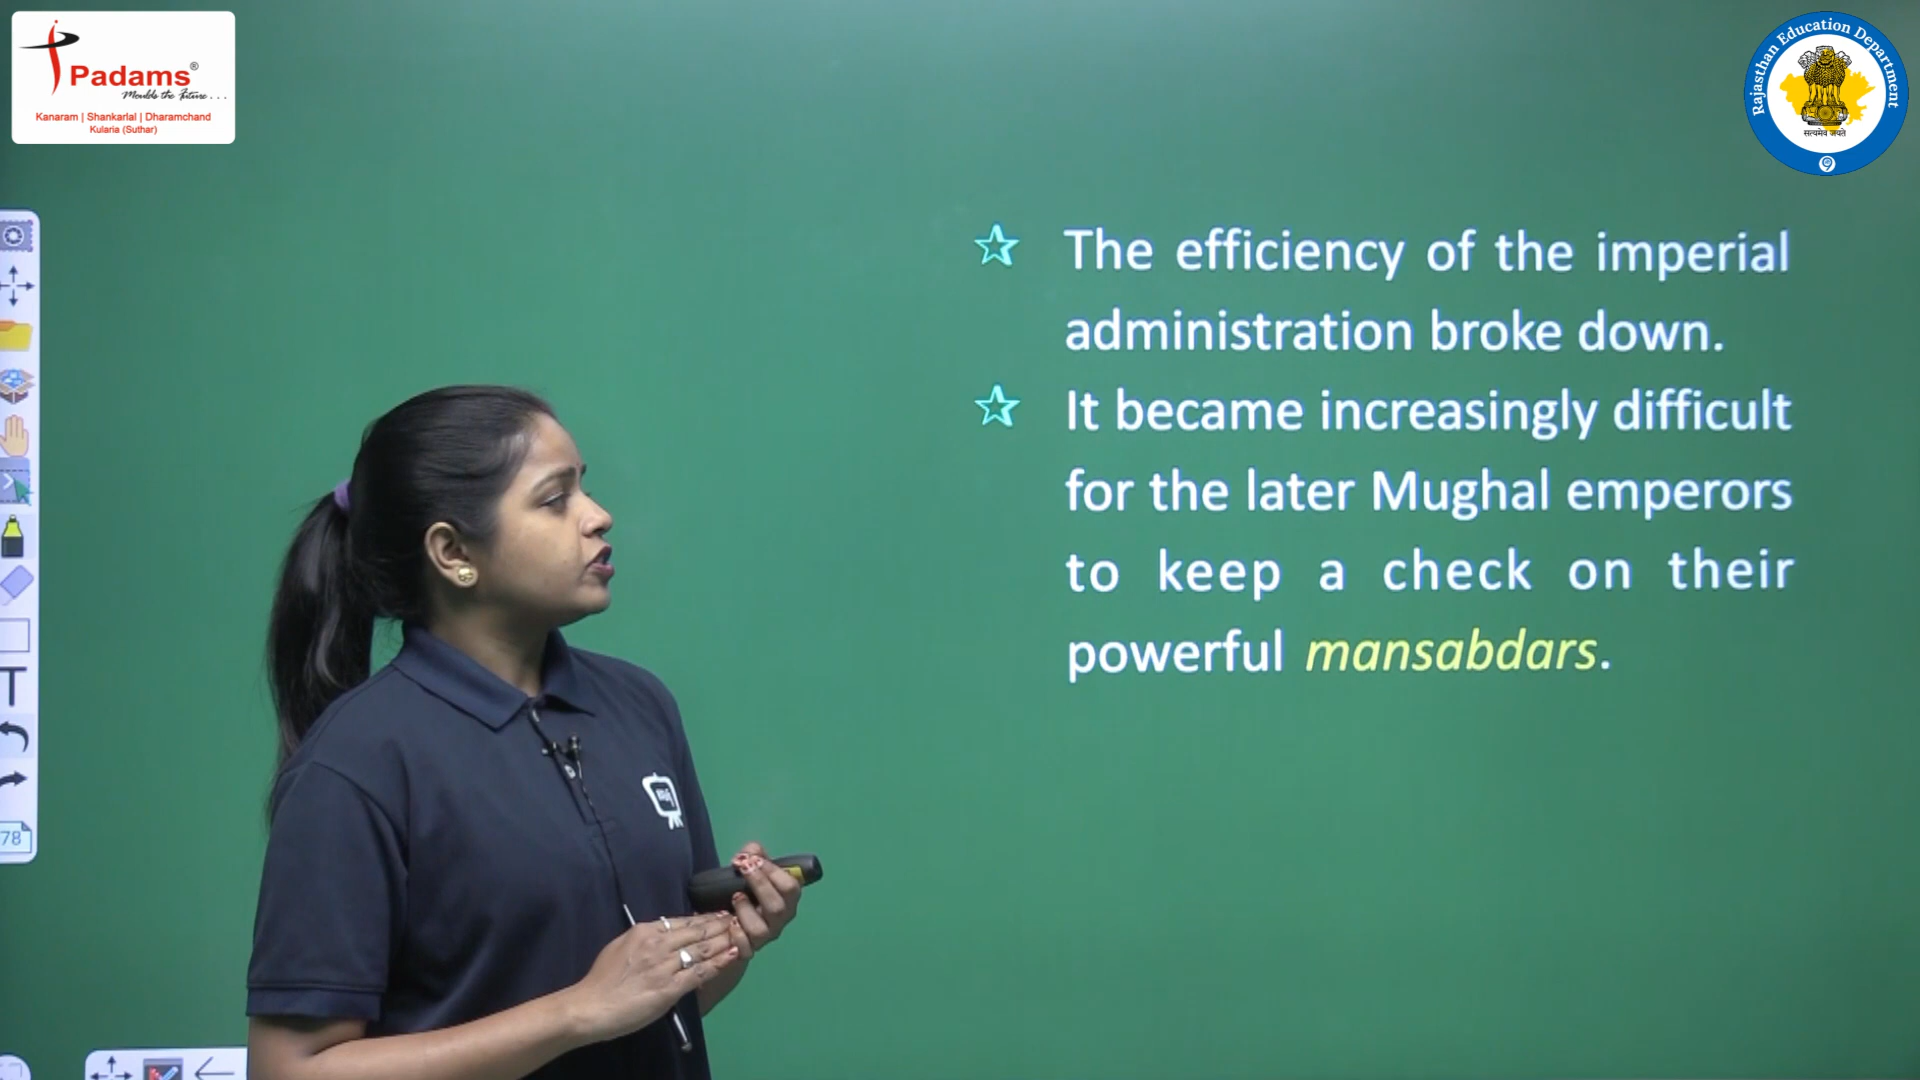 Padams®
Moulds the Future...
Kanaram | Shankarlal | Dharamchand
Kularia (Suthar)
Rajasthan Education Department
सत्यमेव जयते
The efficiency of the imperial
administration broke down.
It became increasingly difficult
for the later Mughal emperors
to keep a check on their
powerful mansabdars.
T
78